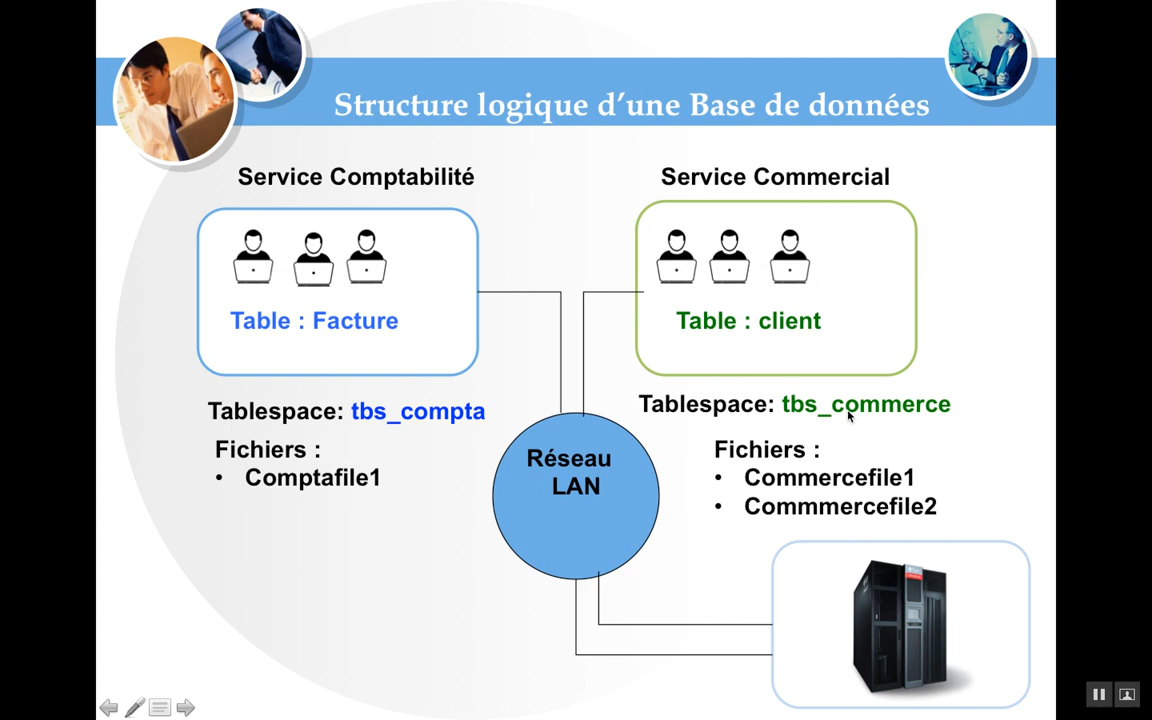 Structure logique d’une Base de données
Service Comptabilité
Service Commercial
Table : Facture
Table : client
Tablespace: tbs_compta
Tablespace: tbs_commerce
Fichiers :
• Comptafile1
Fichiers :
• Commercefile1
• Commmercefile2
Réseau
LAN